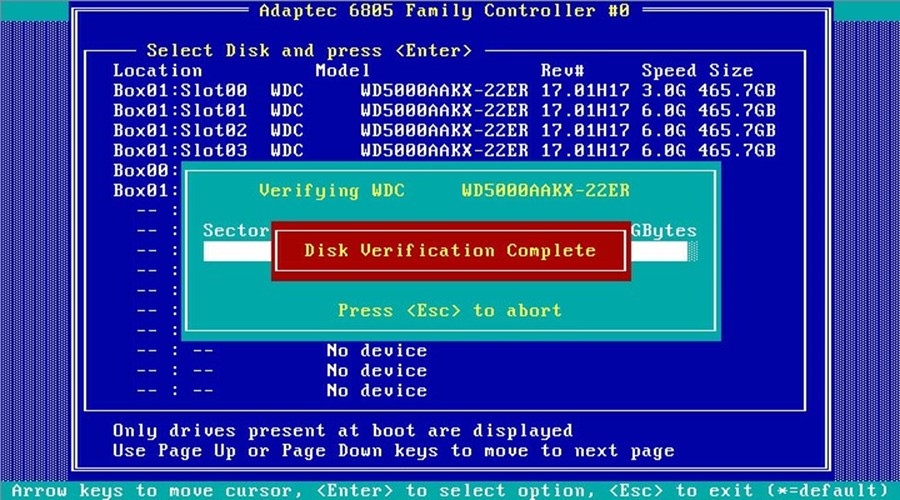 Adaptec 6805 Family Controller #0
Select Disk and press <Enter>
Location Model Rev# Speed Size
Box01:Slot00 WDC WD5000AAKX-22ER 17.01H17 3.0G 465.7GB
Box01:Slot01 WDC WD5000AAKX-22ER 17.01H17 6.0G 465.7GB
Box01:Slot02 WDC WD5000AAKX-22ER 17.01H17 6.0G 465.7GB
Box01:Slot03 WDC WD5000AAKX-22ER 17.01H17 6.0G 465.7GB
Box00:
Box01:
Verifying WDC WD5000AAKX-22ER
-- :
-- :
Sector GBytes
-- :
Disk Verification Complete
-- :
-- :
-- :
Press <Esc> to abort
-- :
-- : -- No device
-- : -- No device
-- : -- No device
Only drives present at boot are displayed
Use Page Up or Page Down keys to move to next page
Arrow keys to move cursor, <Enter> to select option, <Esc> to exit (*=default)